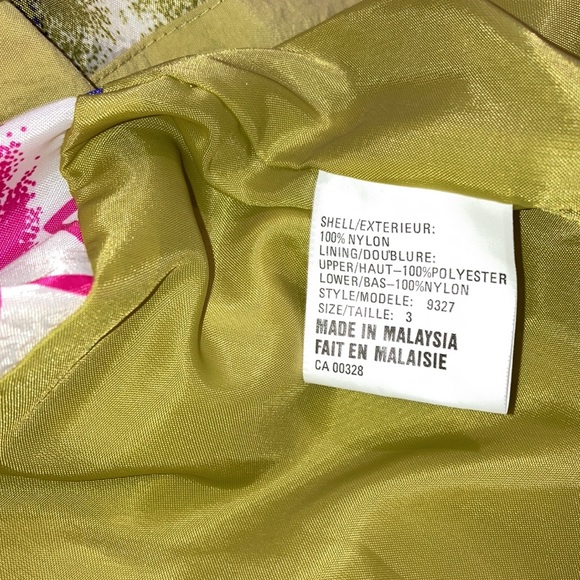 SHELL/EXTERIEUR:
100% NYLON
LINING/DOUBLURE:
UPPER/HAUT—100%POLYESTER
LOWER/BAS—100%NYLON
STYLE/MODELE: 9327
SIZE/TAILLE: 3
MADE IN MALAYSIA
FAIT EN MALAISIE
CA 00328